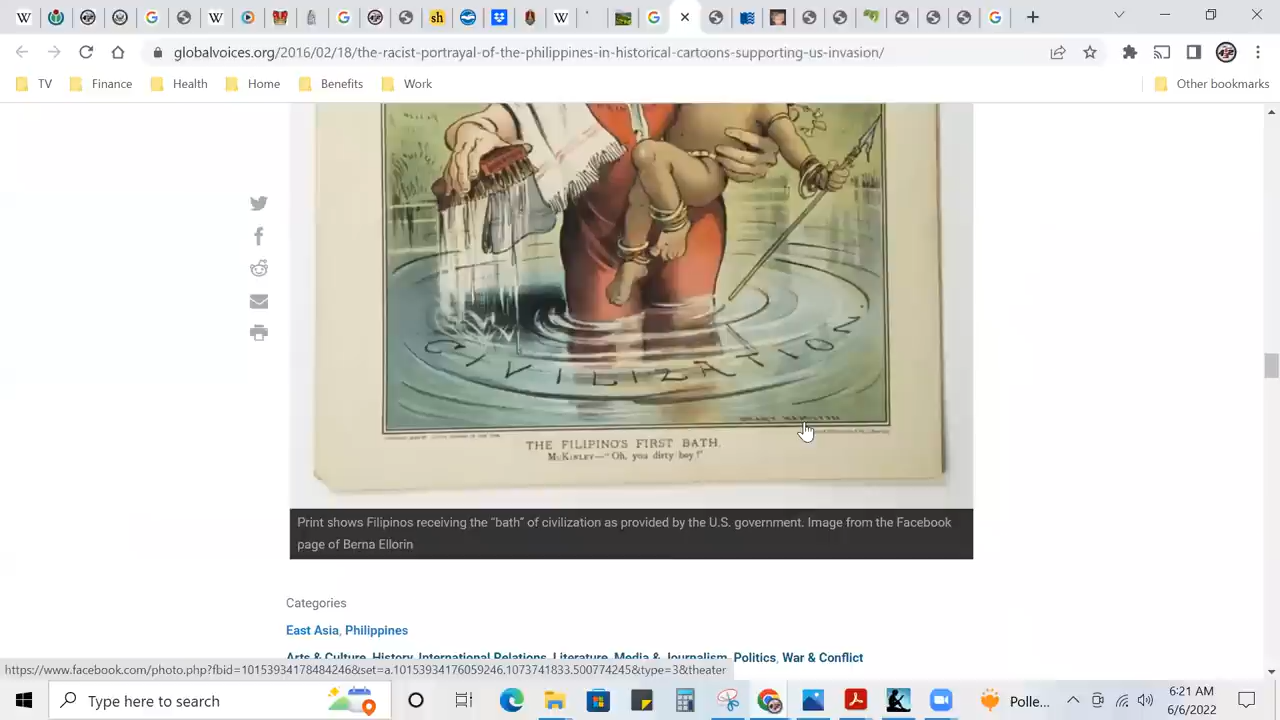 globalvoices.org/2016/02/18/the-racist-portrayal-of-the-philippines-in-historical-cartoons-supporting-us-invasion/
TV Finance Health Home Benefits Work Other bookmarks
CIVILIZATION
THE FILIPINO'S FIRST BATH.
McKINLEY—"Oh, you dirty boy!"
Print shows Filipinos receiving the "bath" of civilization as provided by the U.S. government. Image from the Facebook
page of Berna Ellorin
Categories
East Asia, Philippines
Arts & Culture, History, International Relations, Literature, Media & Journalism, Politics, War & Conflict
https://www.facebook.com/photo.php?fbid=10153934178484246&set=a.10153934176059246.1073741833.500774245&type=3&theater
Type here to search
Polle...
6:21 AM
6/6/2022